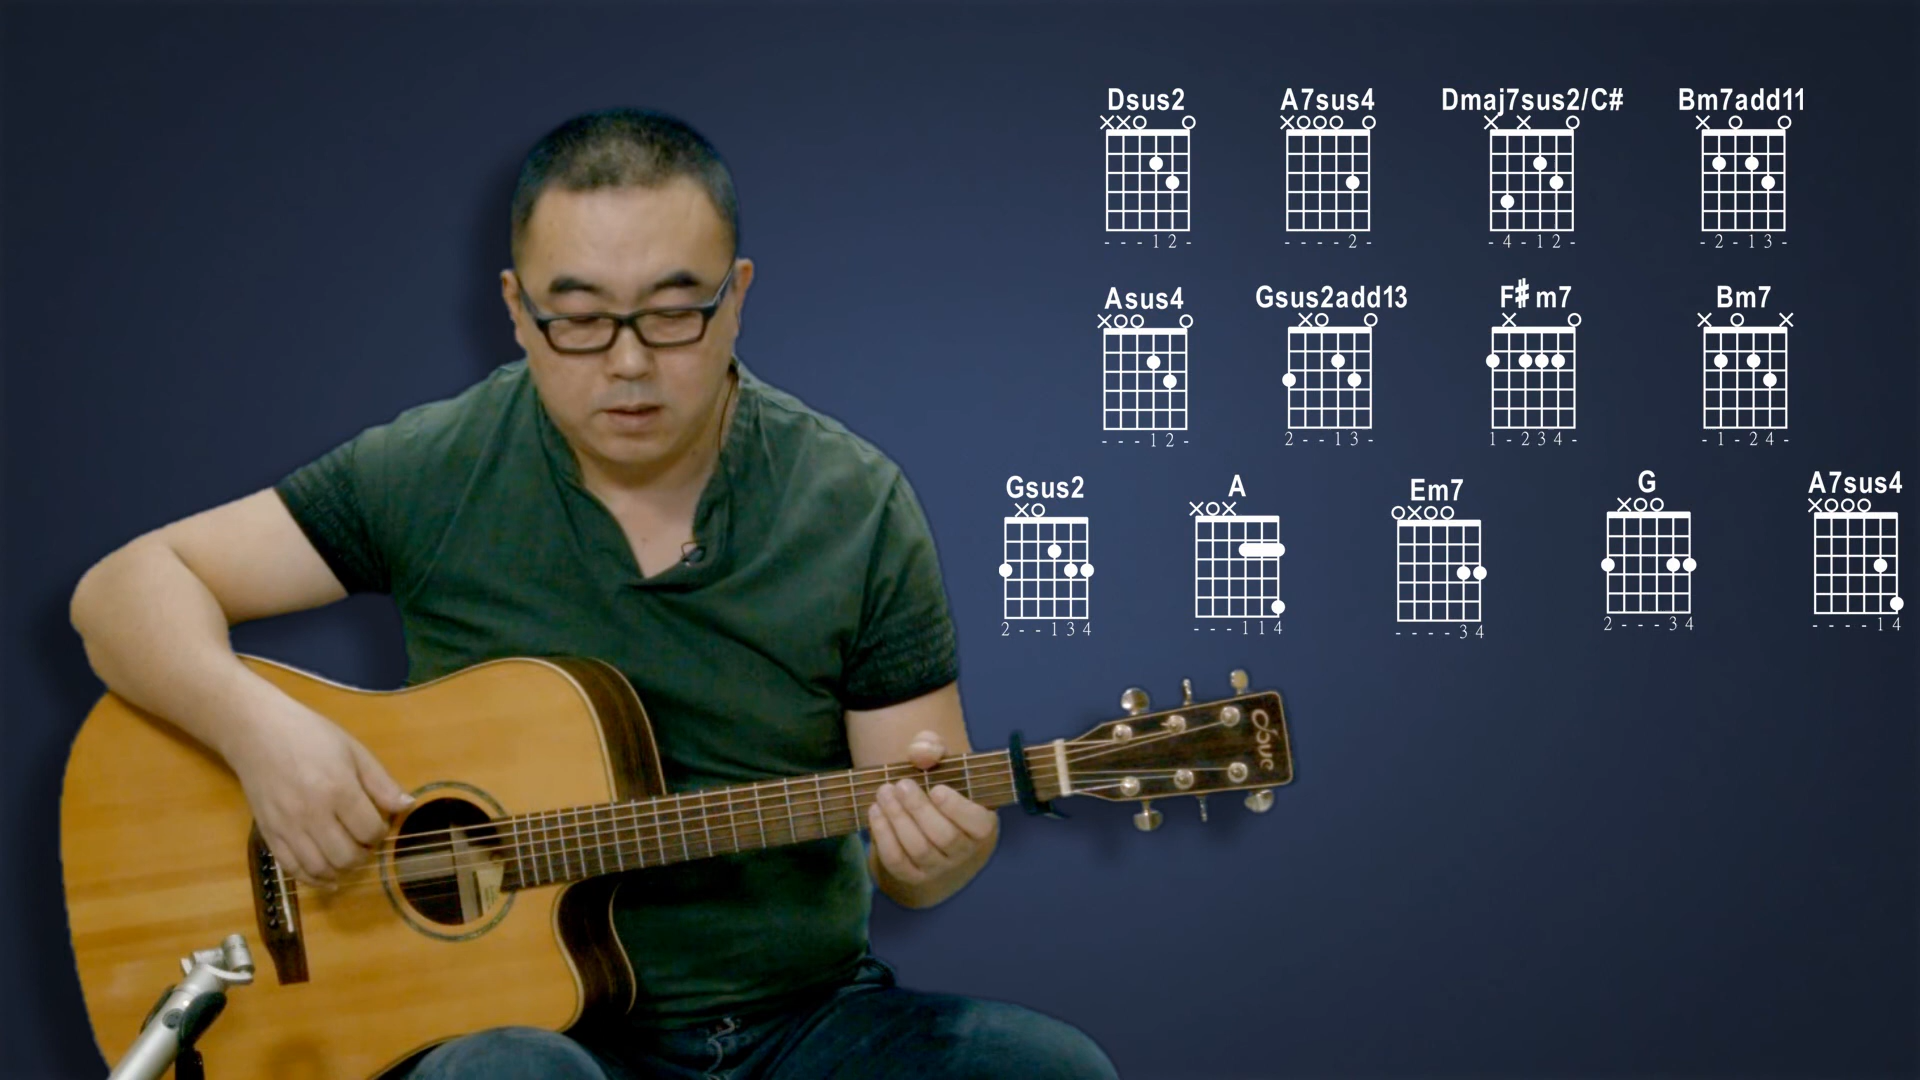 Dsus2 A7sus4 Dmaj7sus2/C# Bm7add11
- - - 1 2 - - - - - 2 - - 4 - 1 2 - - 2 - 1 3 -
Asus4 Gsus2add13 F#m7 Bm7
- - - 1 2 - 2 - - 1 3 - 1 - 2 3 4 - - 1 - 2 4 -
Gsus2 A Em7 G A7sus4
2 - - 1 3 4 - - - 1 1 4 - - - - 3 4 2 - - - 3 4 - - - - 1 4